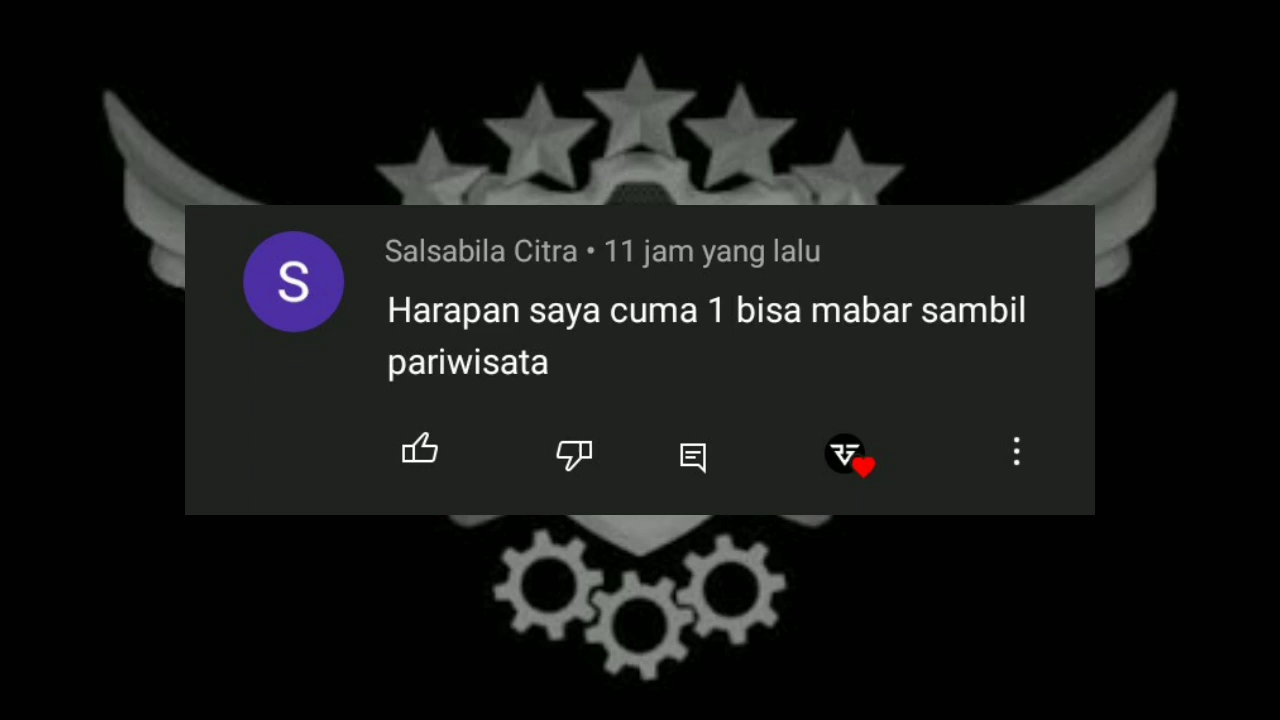 S
Salsabila Citra • 11 jam yang lalu
Harapan saya cuma 1 bisa mabar sambil
pariwisata